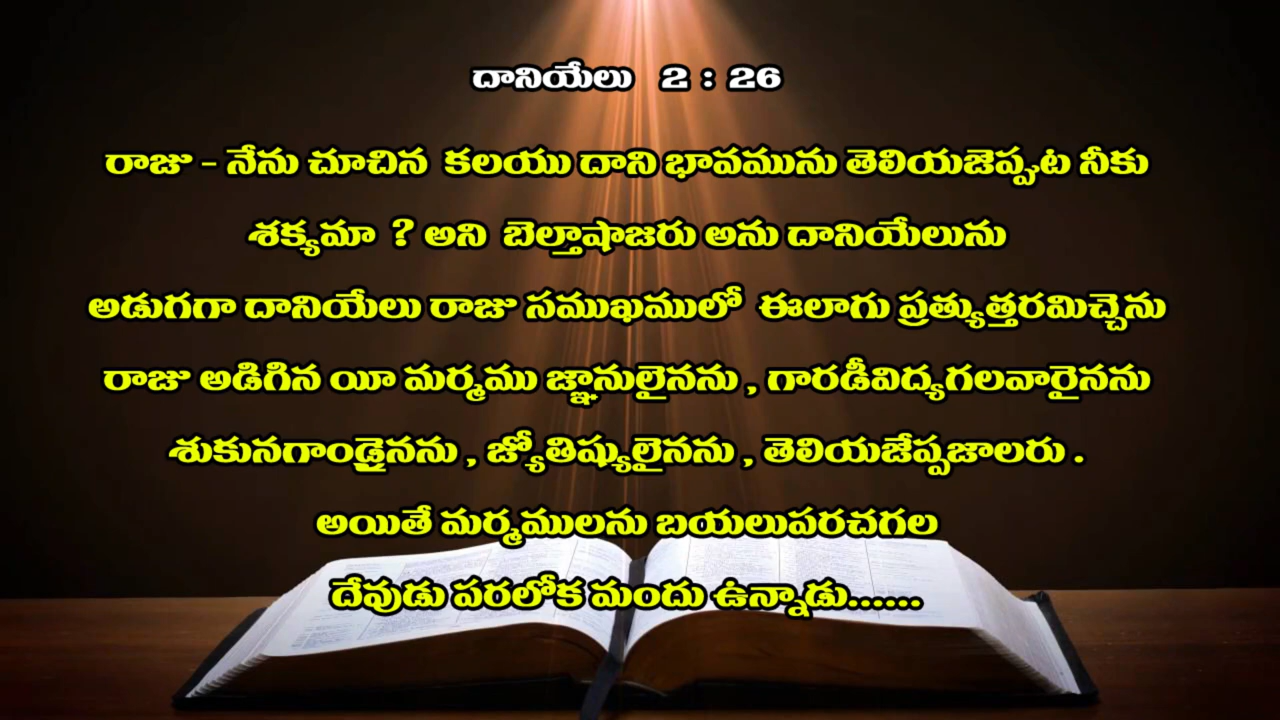 దానియేలు 2 : 26
రాజు - నేను చూచిన కలయు దాని భావమును తెలియజెప్పుట నీకు
శక్యమా ? అని బెల్తాషాజరు అను దానియేలును
అడుగగా దానియేలు రాజు సముఖములో ఈలాగు ప్రత్యుత్తరమిచ్చెను
రాజు అడిగిన యీ మర్మము జ్ఞానులైనను , గారడీవిద్యగలవారైనను
శుకునగాండ్రైనను , జ్యోతిష్యులైనను , తెలియజేప్పజాలరు .
అయితే మర్మములను బయలుపరచగల
దేవుడు పరలోక మందు ఉన్నాడు......